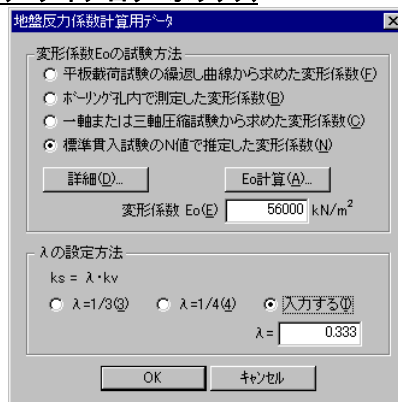 地盤反力係数計算用ﾃﾞｰﾀ
変形係数Eoの試験方法
平板載荷試験の繰返し曲線から求めた変形係数(F)
ﾎﾞｰﾘﾝｸﾞ孔内で測定した変形係数(B)
一軸または三軸圧縮試験から求めた変形係数(C)
標準貫入試験のN値で推定した変形係数(N)
詳細(D)... Eo計算(A)...
変形係数 Eo(E) 56000 kN/m²
λの設定方法
ks = λ・kv
λ=1/3(3) λ=1/4(4) 入力する(I)
λ= 0.333
OK ｷｬﾝｾﾙ